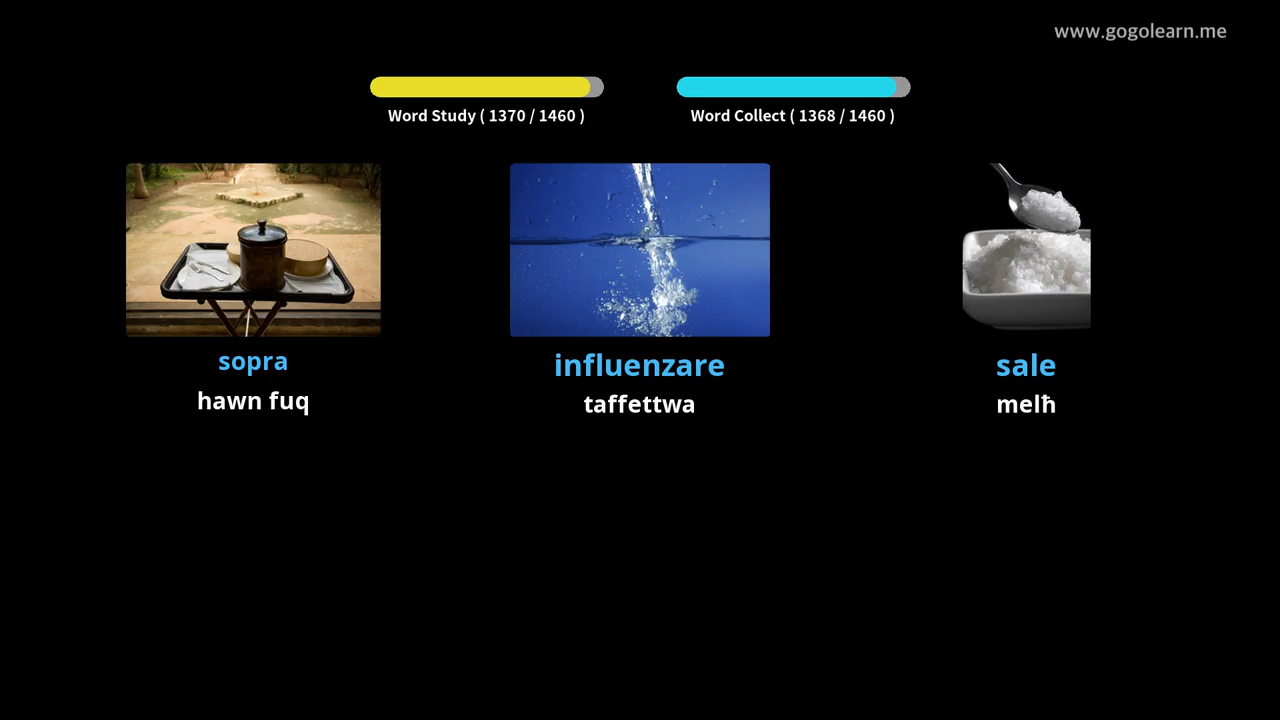 www.gogolearn.me
Word Study ( 1370 / 1460 )
Word Collect ( 1368 / 1460 )
sopra
hawn fuq
influenzare
taffettwa
sale
melħ